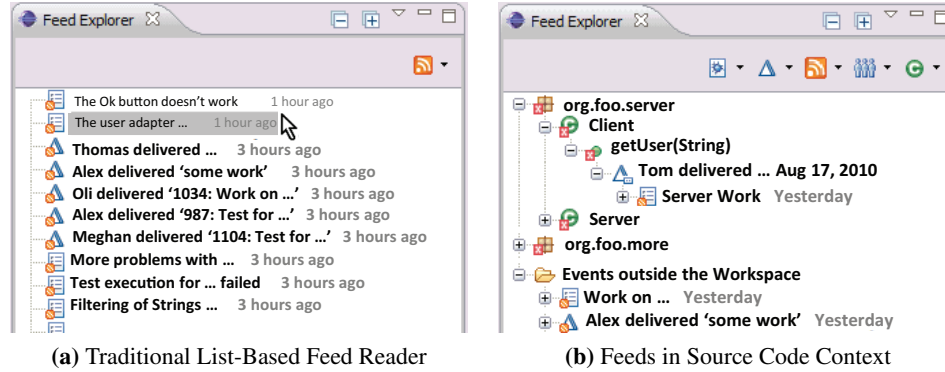 Feed Explorer
The Ok button doesn't work 1 hour ago
The user adapter ... 1 hour ago
Thomas delivered ... 3 hours ago
Alex delivered 'some work' 3 hours ago
Oli delivered '1034: Work on ...' 3 hours ago
Alex delivered '987: Test for ...' 3 hours ago
Meghan delivered '1104: Test for ...' 3 hours ago
More problems with ... 3 hours ago
Test execution for ... failed 3 hours ago
Filtering of Strings ... 3 hours ago
(a) Traditional List-Based Feed Reader
Feed Explorer
org.foo.server
Client
getUser(String)
Tom delivered ... Aug 17, 2010
Server Work Yesterday
Server
org.foo.more
Events outside the Workspace
Work on ... Yesterday
Alex delivered 'some work' Yesterday
(b) Feeds in Source Code Context